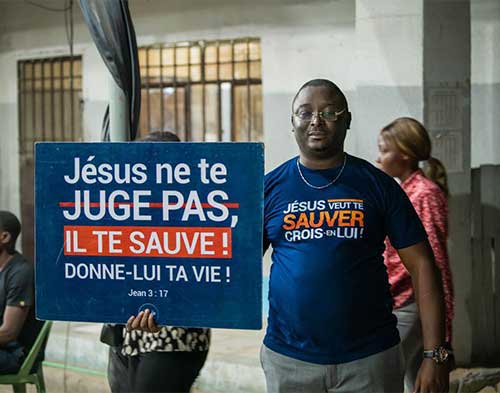 Jésus ne te
JUGE PAS,
IL TE SAUVE !
DONNE-LUI TA VIE !
Jean 3 : 17
JÉSUS VEUT TE
SAUVER
CROIS-EN LUI !